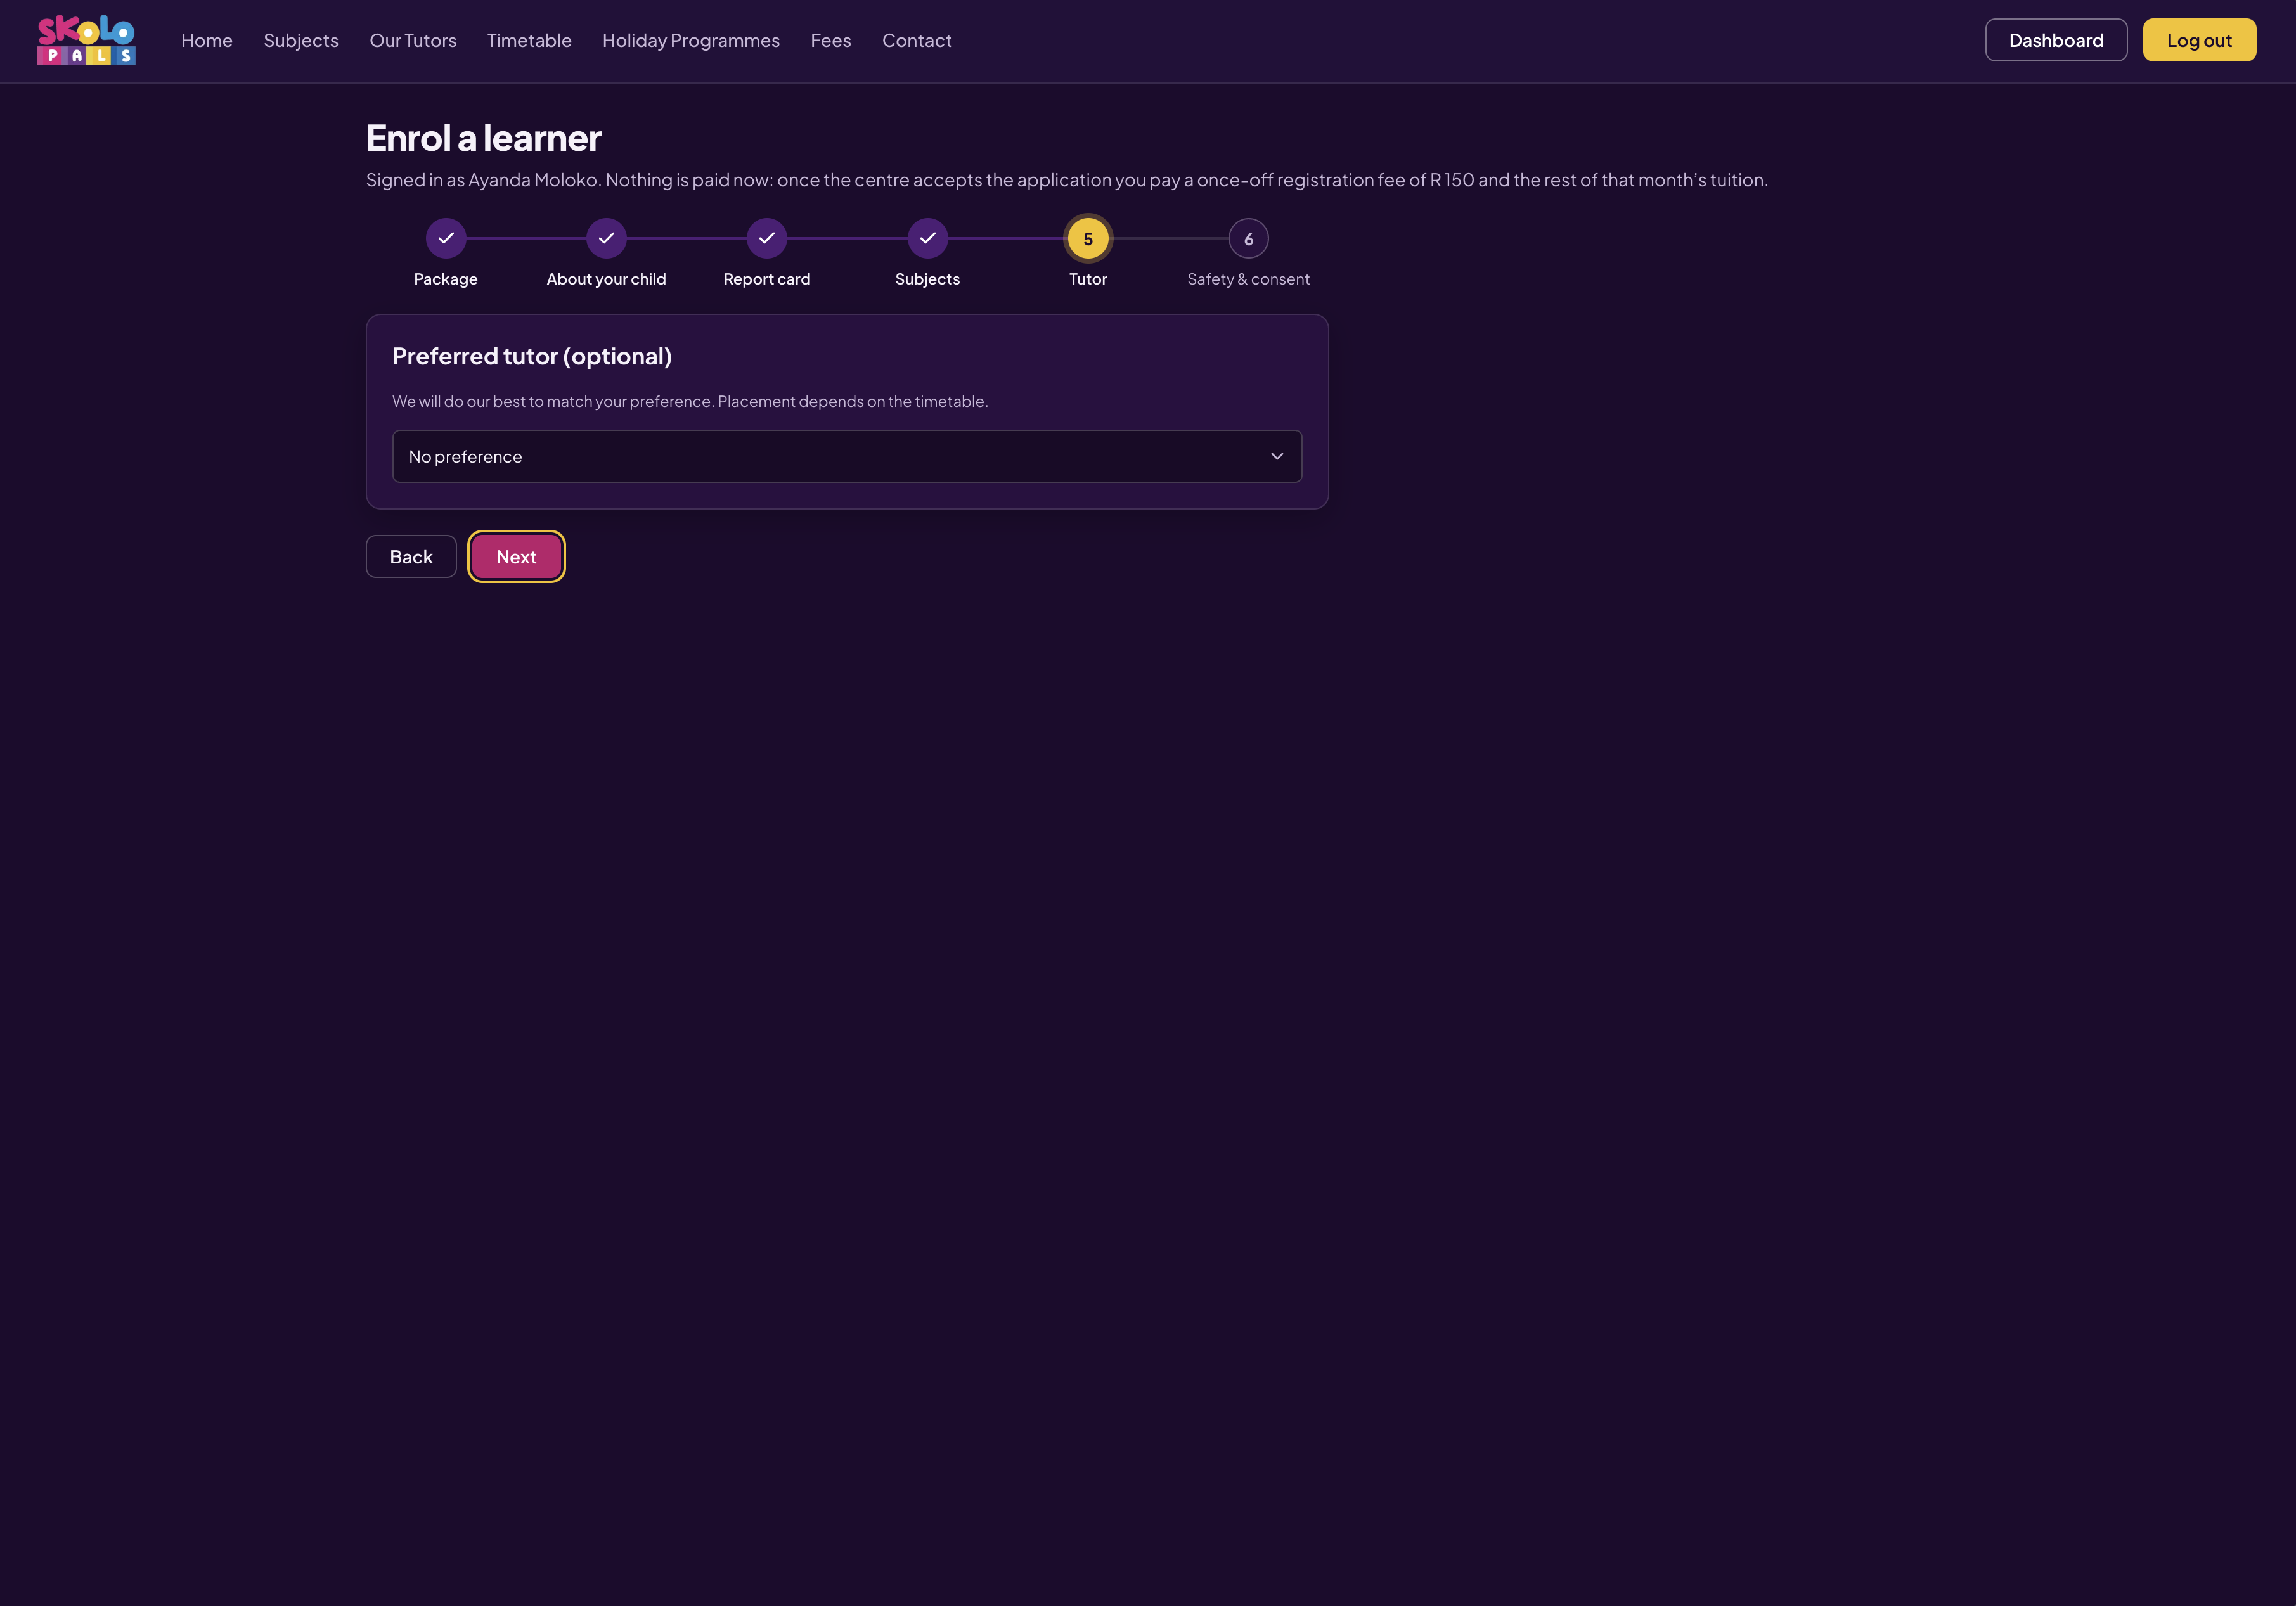 SKOLO
PALS
Home Subjects Our Tutors Timetable Holiday Programmes Fees Contact Dashboard Log out
Enrol a learner
Signed in as Ayanda Moloko. Nothing is paid now: once the centre accepts the application you pay a once-off registration fee of R 150 and the rest of that month’s tuition.
5 6
Package About your child Report card Subjects Tutor Safety & consent
Preferred tutor (optional)
We will do our best to match your preference. Placement depends on the timetable.
No preference
Back Next